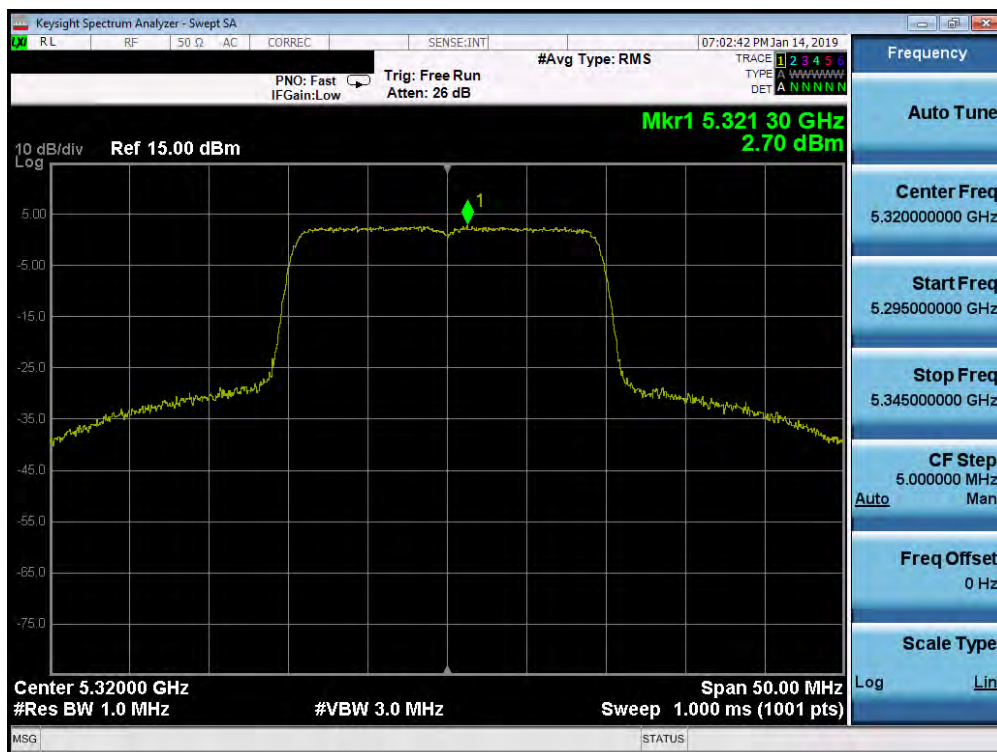 Keysight Spectrum Analyzer - Swept SA
LXI RL RF 50 Ω AC CORREC SENSE:INT 07:02:42 PM Jan 14, 2019
#Avg Type: RMS TRACE 1 2 3 4 5 6
PNO: Fast Trig: Free Run TYPE A WWWWW
IFGain:Low Atten: 26 dB DET A N N N N N
Mkr1 5.321 30 GHz
2.70 dBm
10 dB/div Ref 15.00 dBm
Log
1
5.00
-5.00
-15.0
-25.0
-35.0
-45.0
-55.0
-65.0
-75.0
Center 5.32000 GHz Span 50.00 MHz
#Res BW 1.0 MHz #VBW 3.0 MHz Sweep 1.000 ms (1001 pts)
MSG STATUS
Frequency
Auto Tune
Center Freq
5.320000000 GHz
Start Freq
5.295000000 GHz
Stop Freq
5.345000000 GHz
CF Step
5.000000 MHz
Auto Man
Freq Offset
0 Hz
Scale Type
Log Lin